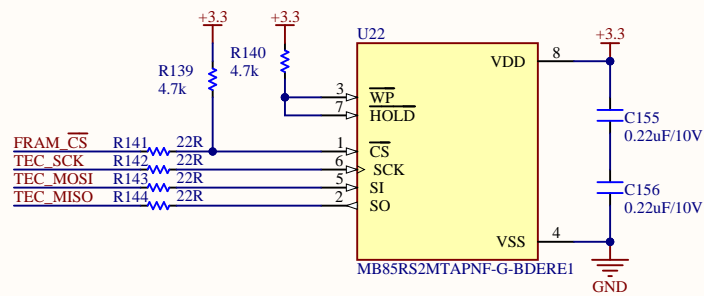 +3.3
+3.3
U22
R139
4.7k
R140
4.7k
3
WP
7
HOLD
VDD
8
+3.3
C155
0.22uF/10V
FRAM_CS
R141
22R
1
CS
TEC_SCK
R142
22R
6
SCK
TEC_MOSI
R143
22R
5
SI
TEC_MISO
R144
22R
2
SO
C156
0.22uF/10V
VSS
4
MB85RS2MTAPNF-G-BDERE1
GND